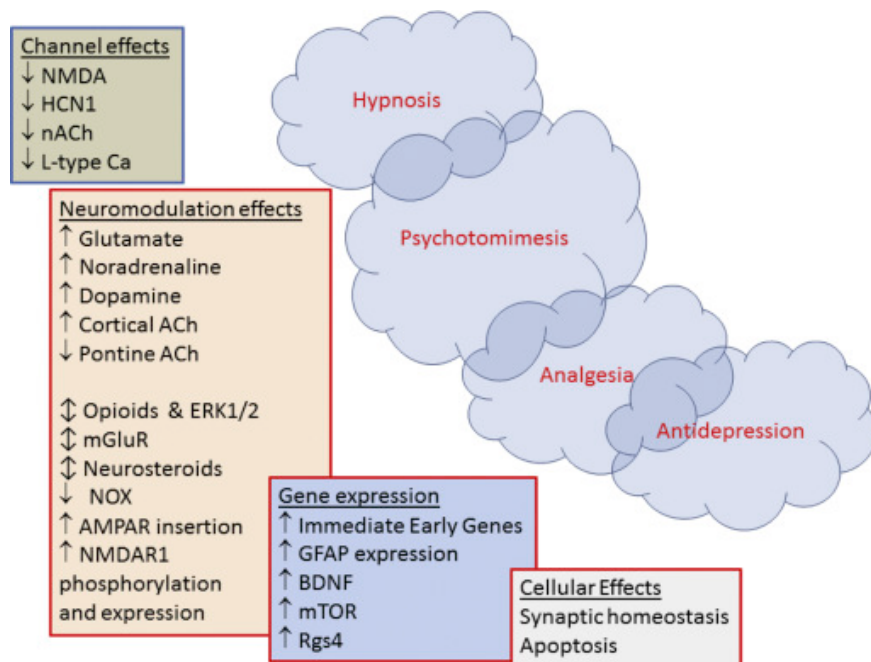 Channel effects
↓ NMDA
↓ HCN1
↓ nACh
↓ L-type Ca
Neuromodulation effects
↑ Glutamate
↑ Noradrenaline
↑ Dopamine
↑ Cortical ACh
↓ Pontine ACh
↕ Opioids & ERK1/2
↕ mGluR
↕ Neurosteroids
↓ NOX
↑ AMPAR insertion
↑ NMDAR1
phosphorylation
and expression
Gene expression
↑ Immediate Early Genes
↑ GFAP expression
↑ BDNF
↑ mTOR
↑ Rgs4
Cellular Effects
Synaptic homeostasis
Apoptosis
Hypnosis
Psychotomimesis
Analgesia
Antidepression